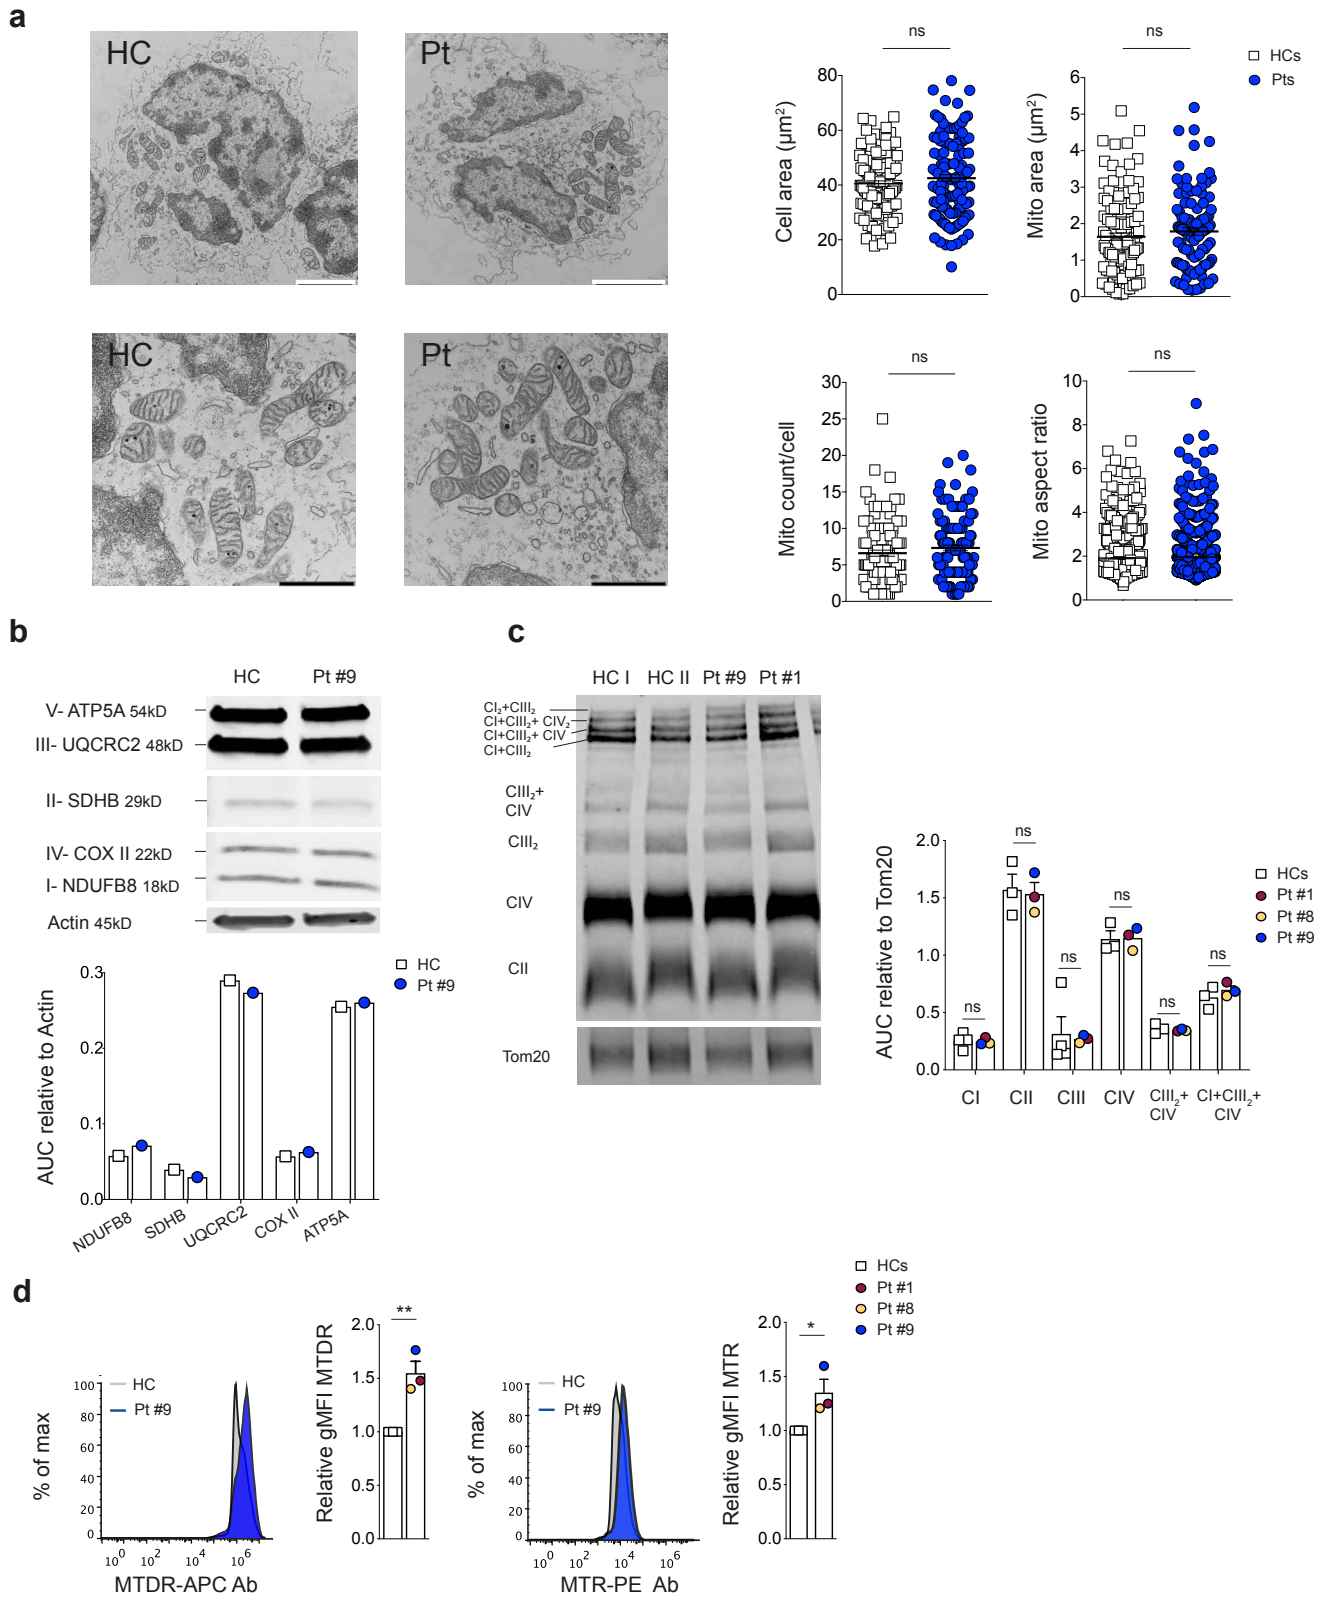 a
HC
Pt
HC
Pt
ns
Cell area (µm²)
80
60
40
20
0
ns
Mito area (µm²)
6
5
4
3
2
1
0
HCs
Pts
ns
Mito count/cell
30
25
20
15
10
5
0
ns
Mito aspect ratio
10
8
6
4
2
0
b
HC Pt #9
V- ATP5A 54kD
III- UQCRC2 48kD
II- SDHB 29kD
IV- COX II 22kD
I- NDUFB8 18kD
Actin 45kD
AUC relative to Actin
0.3
0.2
0.1
0.0
NDUFB8 SDHB UQCRC2 COX II ATP5A
HC
Pt #9
c
HC I HC II Pt #9 Pt #1
CI₂+CIII₂
CI+CIII₂+ CIV₂
CI+CIII₂+ CIV
CI+CIII₂
CIII₂+
CIV
CIII₂
CIV
CII
Tom20
AUC relative to Tom20
2.0
1.5
1.0
0.5
0.0
ns ns ns ns ns ns
CI CII CIII CIV CIII₂+ CI+CIII₂+
CIV CIV
HCs
Pt #1
Pt #8
Pt #9
d
% of max
100
80
60
40
20
0
HC
Pt #9
10⁰ 10² 10⁴ 10⁶
MTDR-APC Ab
Relative gMFI MTDR
2.0
1.5
1.0
0.5
0.0
**
% of max
100
80
60
40
20
0
HC
Pt #9
10⁰ 10² 10⁴ 10⁶
MTR-PE Ab
Relative gMFI MTR
2.0
1.5
1.0
0.5
0.0
*
HCs
Pt #1
Pt #8
Pt #9